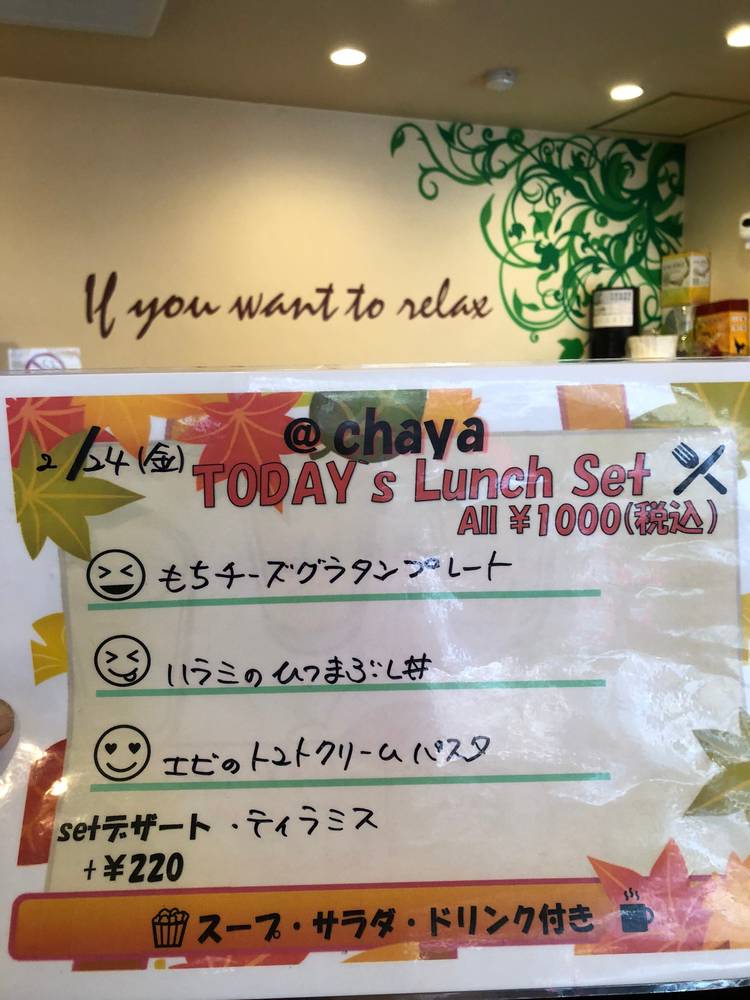 If you want to relax
@chaya
2/24(金)
TODAY's Lunch Set
All ¥1000(税込)
もちチーズグラタンプレート
ハラミのひつまぶし丼
エビのトマトクリームパスタ
setデザート ・ティラミス
+¥220
スープ・サラダ・ドリンク付き